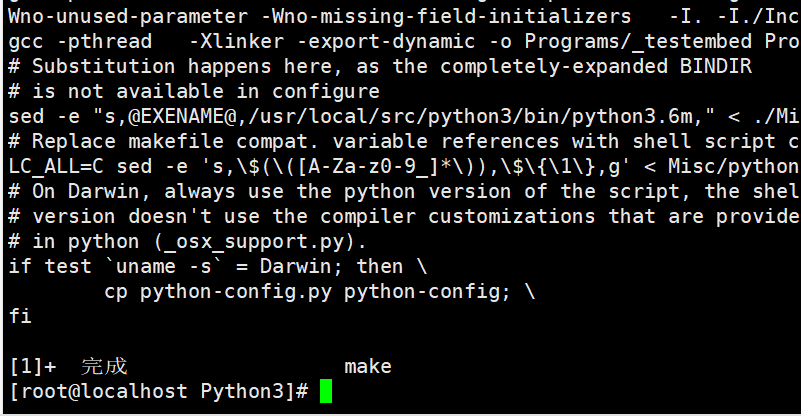 Wno-unused-parameter -Wno-missing-field-initializers   -I. -I./Inc
gcc -pthread   -Xlinker -export-dynamic -o Programs/_testembed Pro
# Substitution happens here, as the completely-expanded BINDIR
# is not available in configure
sed -e "s,@EXENAME@,/usr/local/src/python3/bin/python3.6m," < ./Mi
# Replace makefile compat. variable references with shell script c
LC_ALL=C sed -e 's,\$(\([A-Za-z0-9_]*\)),\$\{\1\},g' < Misc/python
# On Darwin, always use the python version of the script, the shel
# version doesn't use the compiler customizations that are provide
# in python (_osx_support.py).
if test `uname -s` = Darwin; then \
        cp python-config.py python-config; \
fi
[1]+  完成                  make
[root@localhost Python3]#